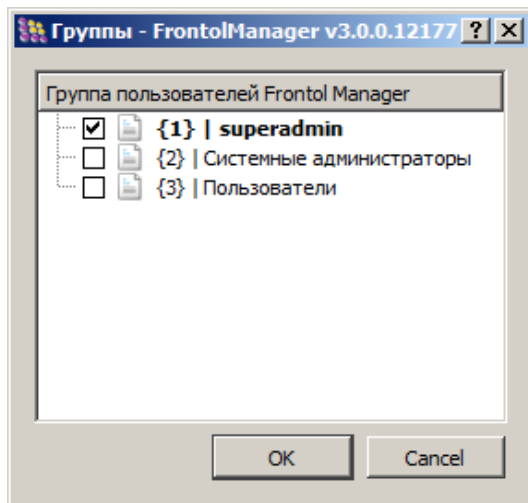 Группы - FrontolManager v3.0.0.12177
Группа пользователей Frontol Manager
{1} | superadmin
{2} | Системные администраторы
{3} | Пользователи
OK Cancel